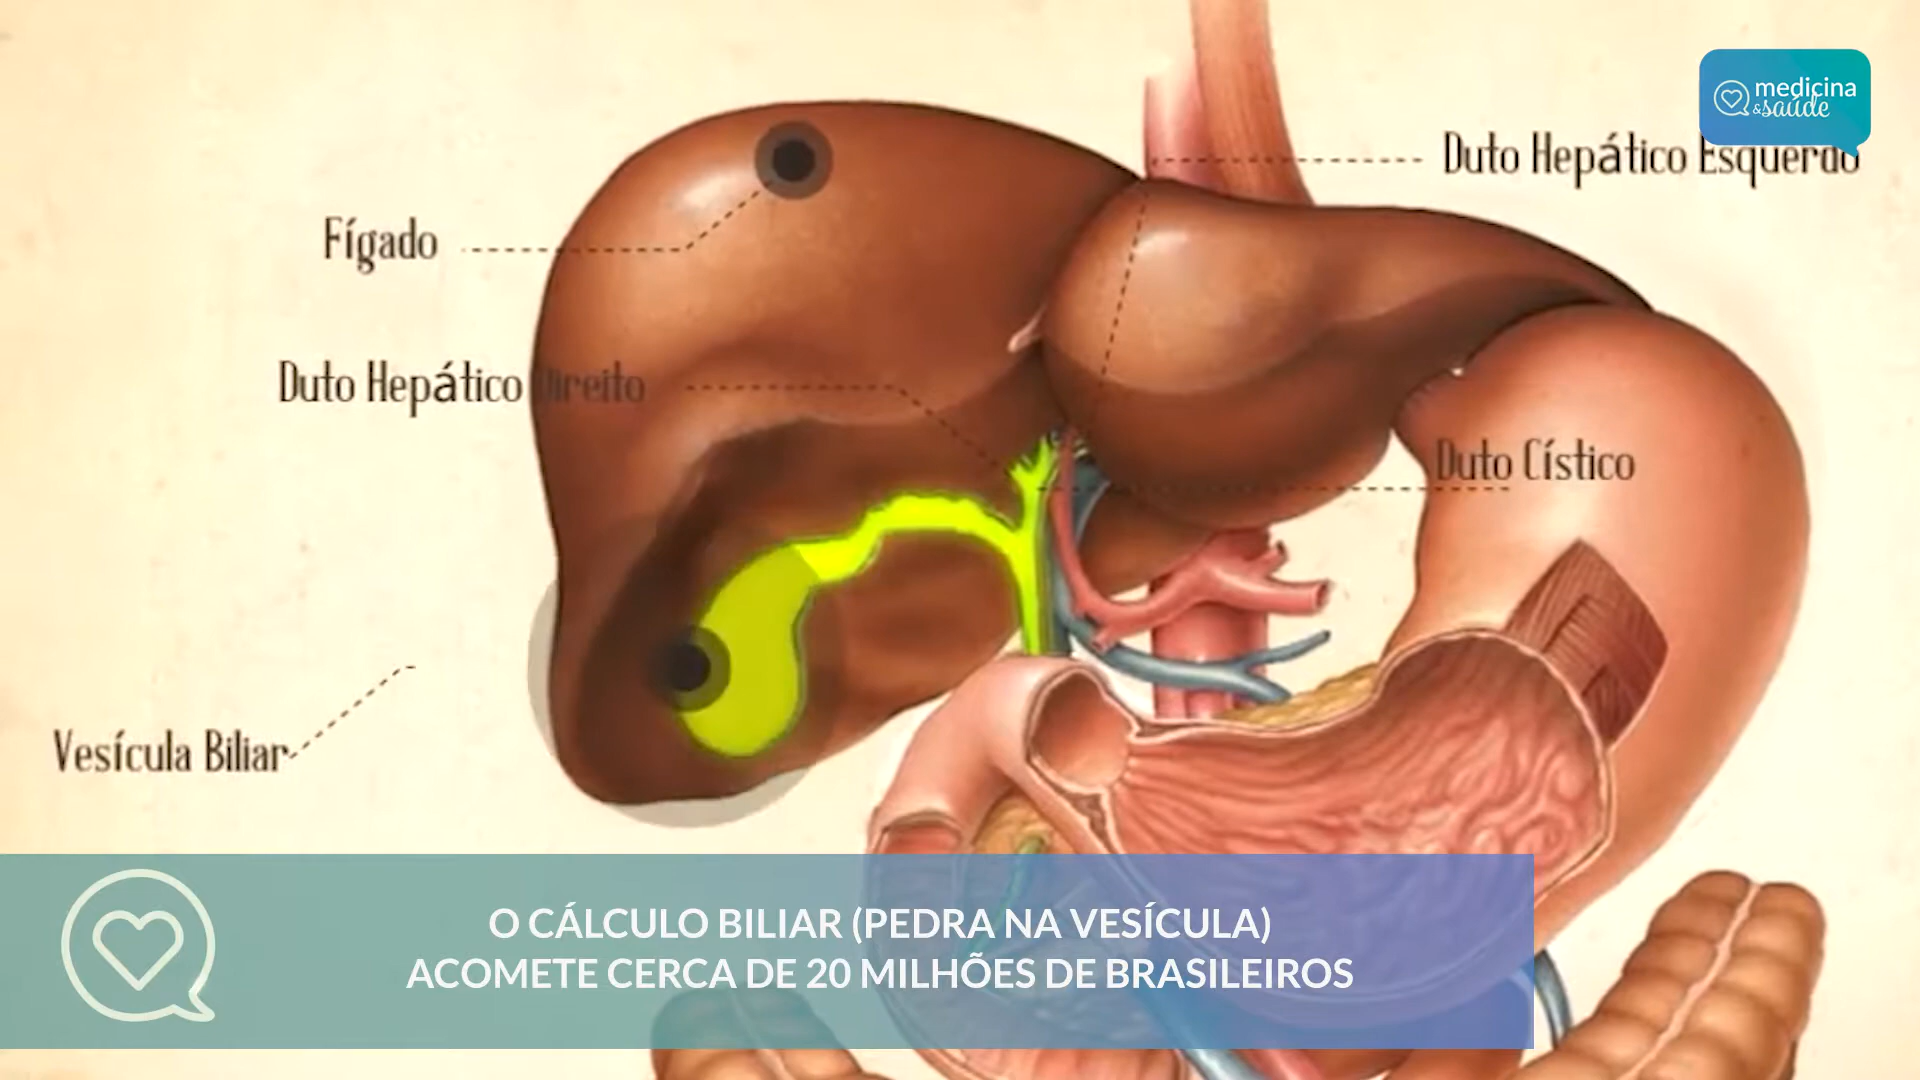 medicina
&saúde
Duto Hepático Esquerdo
Fígado
Duto Hepático Direito
Duto Cístico
Vesícula Biliar
O CÁLCULO BILIAR (PEDRA NA VESÍCULA)
ACOMETE CERCA DE 20 MILHÕES DE BRASILEIROS